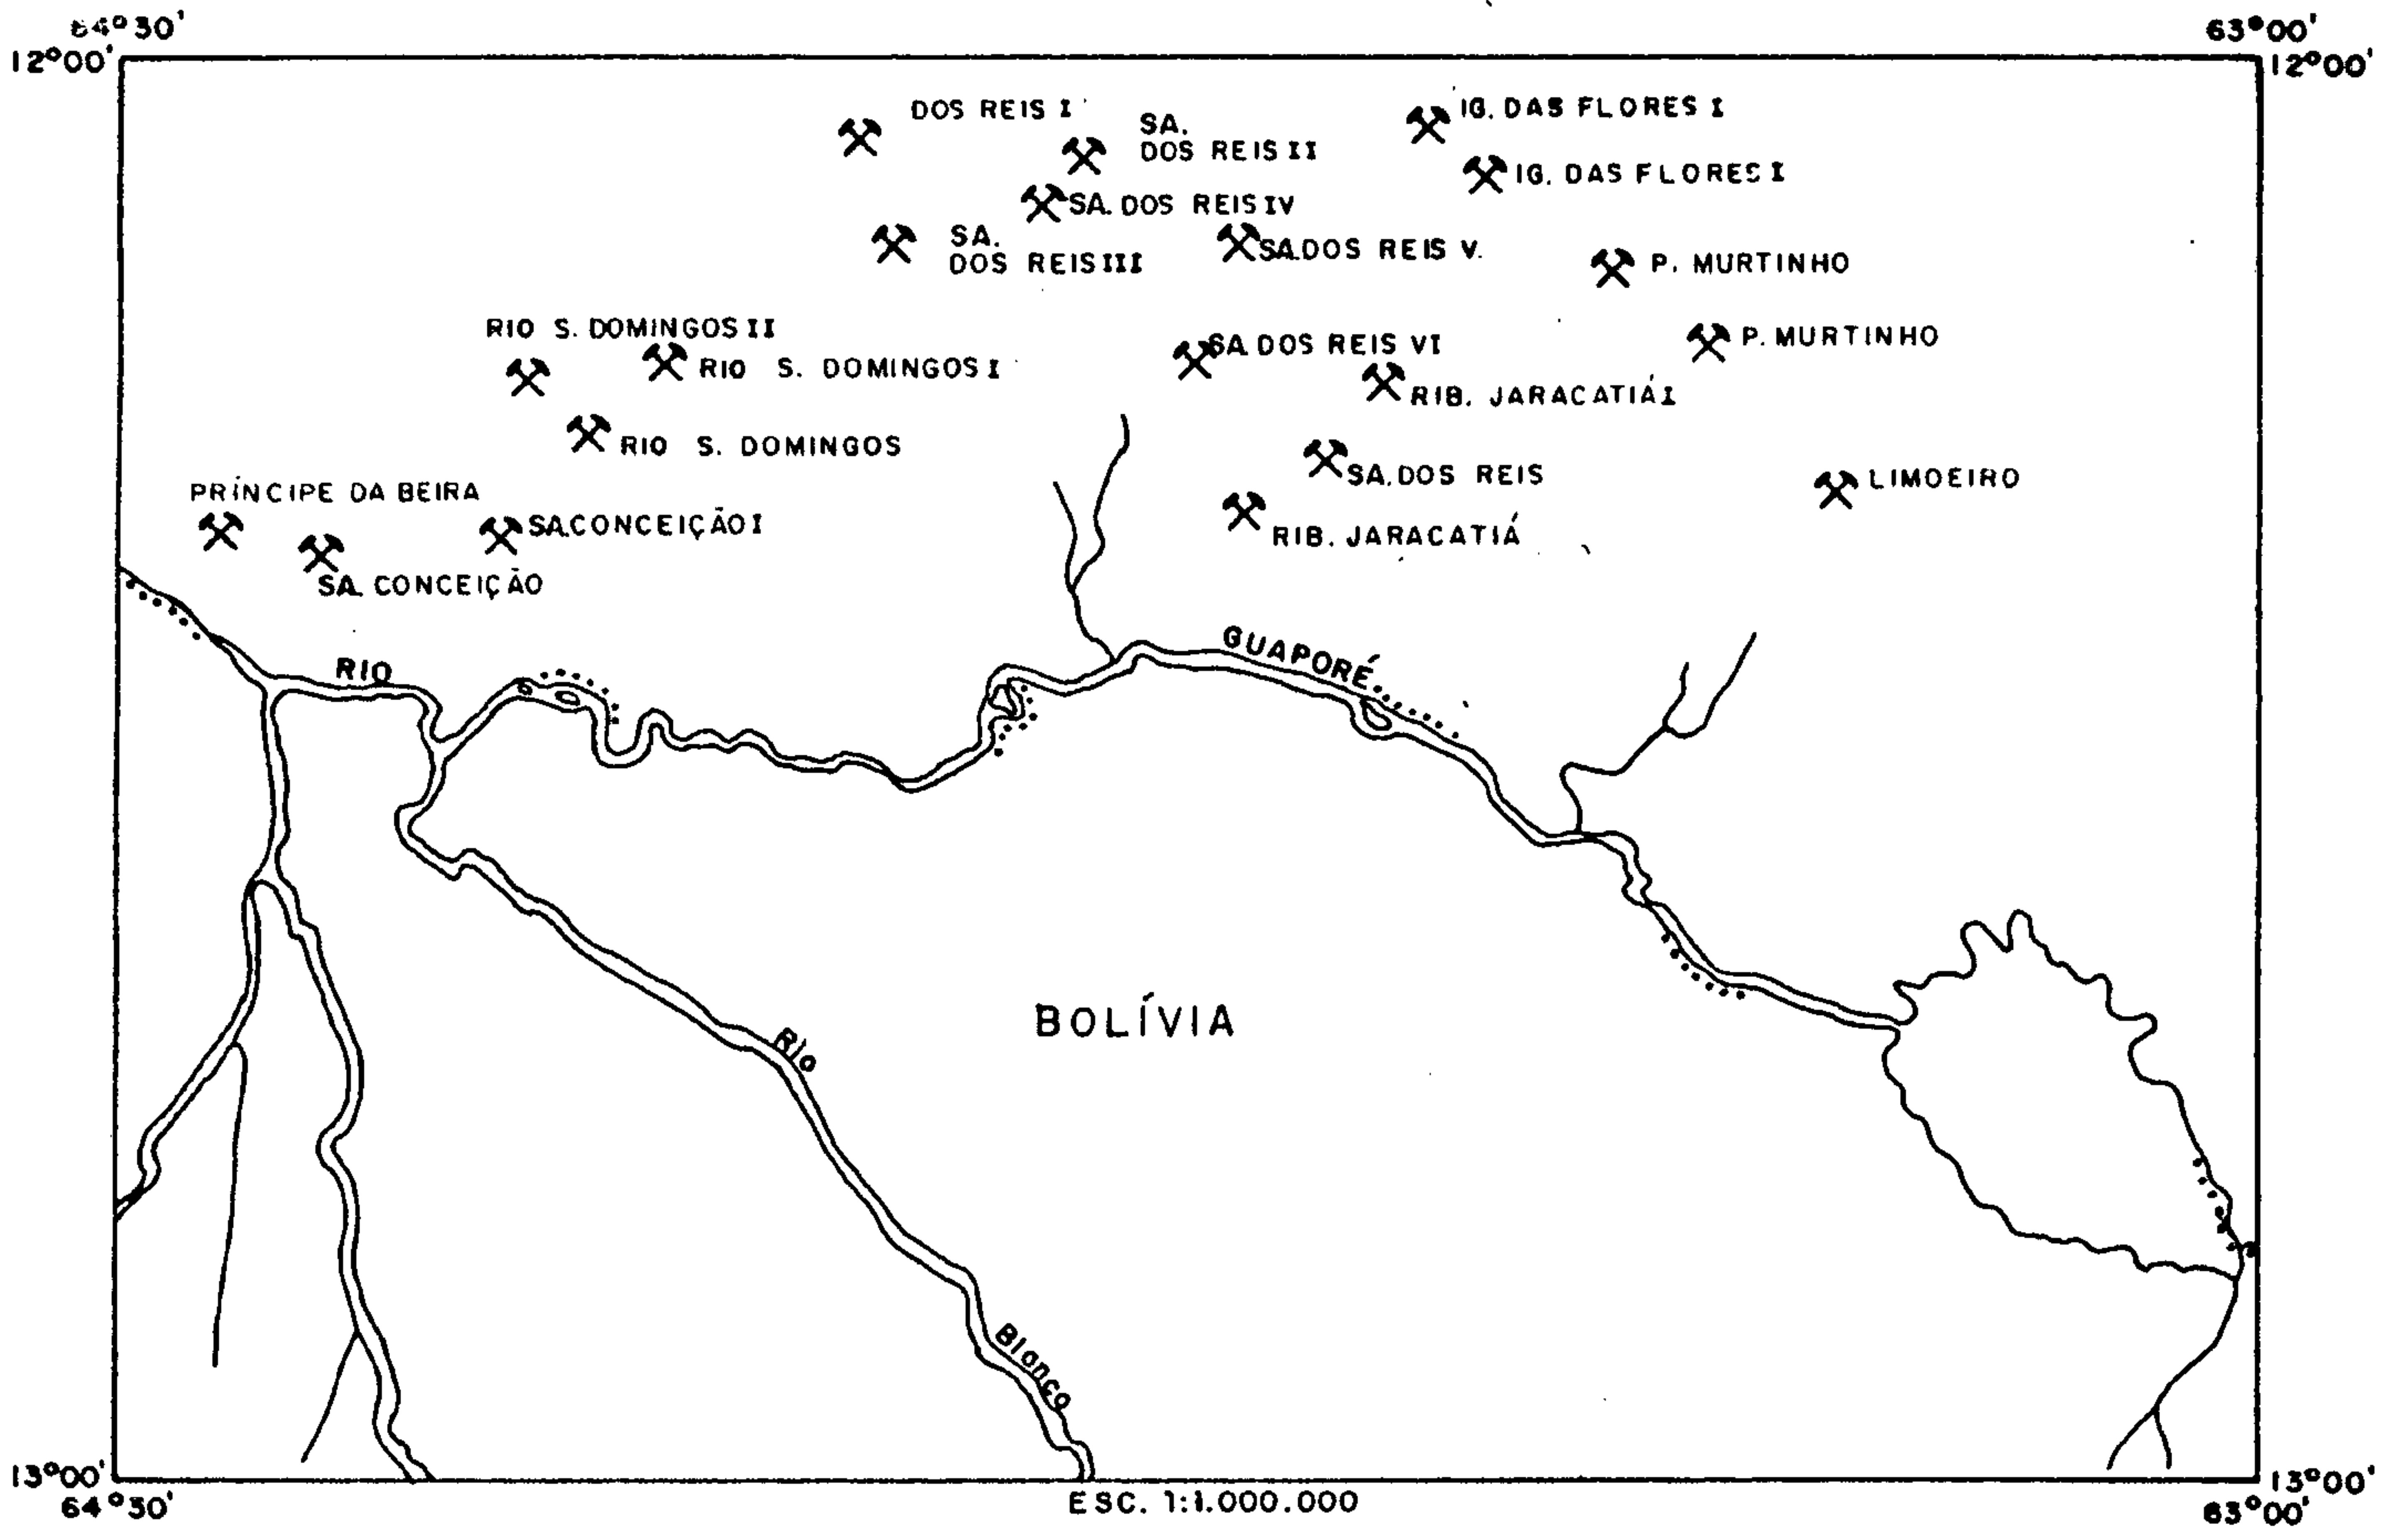 64°30'
63°00'
12°00'
12°00'
DOS REIS I
SA.
DOS REIS II
IG. DAS FLORES I
IG. DAS FLORES I
SA. DOS REIS IV
SA.
DOS REIS III
SA.DOS REIS V.
P. MURTINHO
RIO S. DOMINGOS II
RIO S. DOMINGOS I
SA DOS REIS VI
P. MURTINHO
RIB. JARACATIÁ I
RIO S. DOMINGOS
SA. DOS REIS
LIMOEIRO
PRÍNCIPE DA BEIRA
SA.CONCEIÇÃO I
RIB. JARACATIÁ
SA. CONCEIÇÃO
RIO
GUAPORÉ
BOLÍVIA
Rio
Blanco
13°00'
13°00'
64°30'
63°00'
ESC. 1:1.000.000